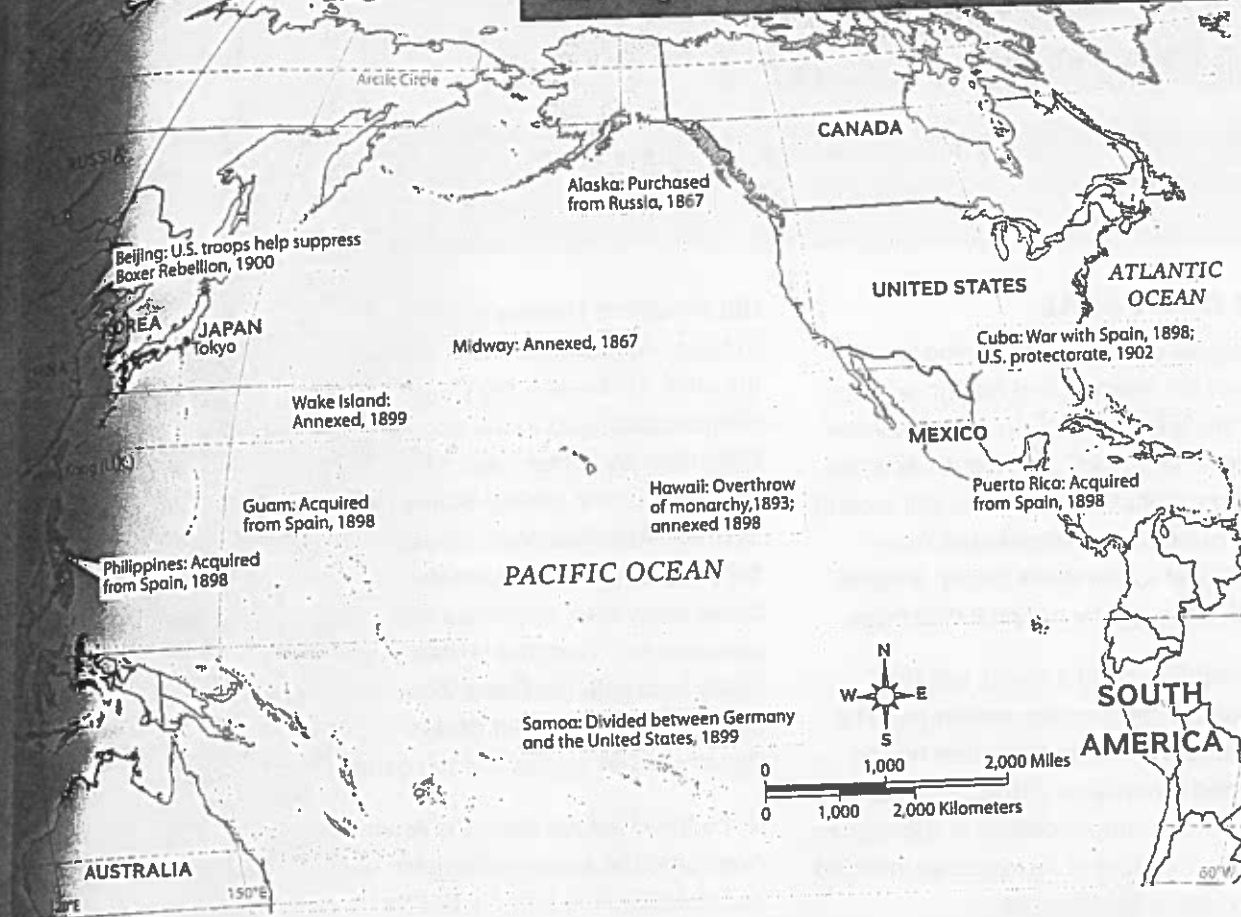 Arctic Circle
CANADA
RUSSIA
Alaska: Purchased
from Russia, 1867
Beijing: U.S. troops help suppress
Boxer Rebellion, 1900
ATLANTIC
OCEAN
UNITED STATES
KOREA
JAPAN
Tokyo
Midway: Annexed, 1867
Cuba: War with Spain, 1898;
U.S. protectorate, 1902
Wake Island:
Annexed, 1899
MEXICO
Kong (U.K.)
Hawaii: Overthrow
of monarchy,1893;
annexed 1898
Puerto Rica: Acquired
from Spain, 1898
Guam: Acquired
from Spain, 1898
Philippines: Acquired
from Spain, 1898
PACIFIC OCEAN
N
W E
S
SOUTH
AMERICA
Samoa: Divided between Germany
and the United States, 1899
0 1,000 2,000 Miles
0 1,000 2,000 Kilometers
AUSTRALIA
150°E
60°W